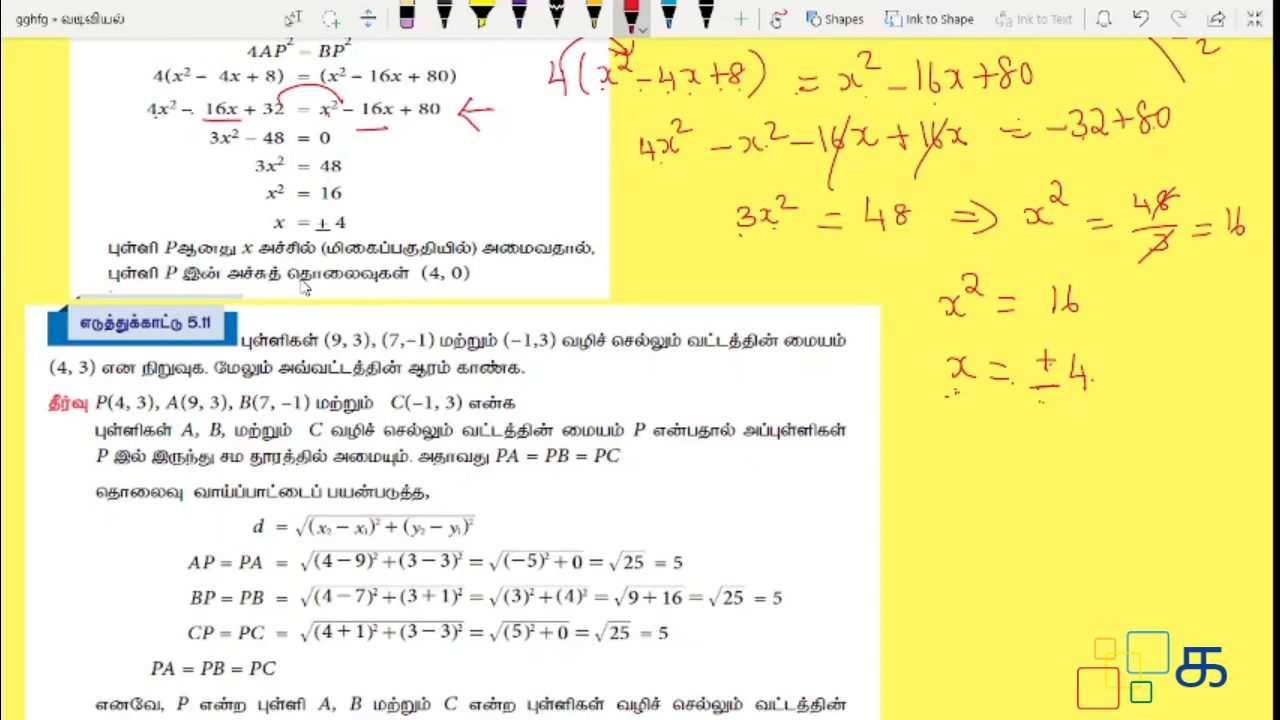 gghfg - வடிவியல்
Shapes
Ink to Shape
Ink to Text
4AP² = BP²
4(x² – 4x + 8) = (x² – 16x + 80)
4x² – 16x + 32 = x² – 16x + 80
3x² – 48 = 0
3x² = 48
x² = 16
x = ± 4
புள்ளி Pஆனது x அச்சில் (மிகைப்பகுதியில்) அமைவதால்,
புள்ளி P இன் அச்சுத் தொலைவுகள் (4, 0)
4(x² – 4x + 8) = x² – 16x + 80
4x² – x² – 16x + 16x = –32 + 80
3x² = 48 ⇒ x² = 48/3 = 16
x² = 16
x = ± 4.
எடுத்துக்காட்டு 5.11
புள்ளிகள் (9, 3), (7,–1) மற்றும் (–1,3) வழிச் செல்லும் வட்டத்தின் மையம்
(4, 3) என நிறுவுக. மேலும் அவ்வட்டத்தின் ஆரம் காண்க.
தீர்வு P(4, 3), A(9, 3), B(7, –1) மற்றும் C(–1, 3) என்க
புள்ளிகள் A, B, மற்றும் C வழிச் செல்லும் வட்டத்தின் மையம் P என்பதால் அப்புள்ளிகள்
P இல் இருந்து சம தூரத்தில் அமையும். அதாவது PA = PB = PC
தொலைவு வாய்ப்பாட்டைப் பயன்படுத்த,
d = √(x₂ – x₁)² + (y₂ – y₁)²
AP = PA = √(4 – 9)² + (3 – 3)² = √(–5)² + 0 = √25 = 5
BP = PB = √(4 – 7)² + (3 + 1)² = √(3)² + (4)² = √9 + 16 = √25 = 5
CP = PC = √(4 + 1)² + (3 – 3)² = √(5)² + 0 = √25 = 5
PA = PB = PC
எனவே, P என்ற புள்ளி A, B மற்றும் C என்ற புள்ளிகள் வழிச் செல்லும் வட்டத்தின்
க